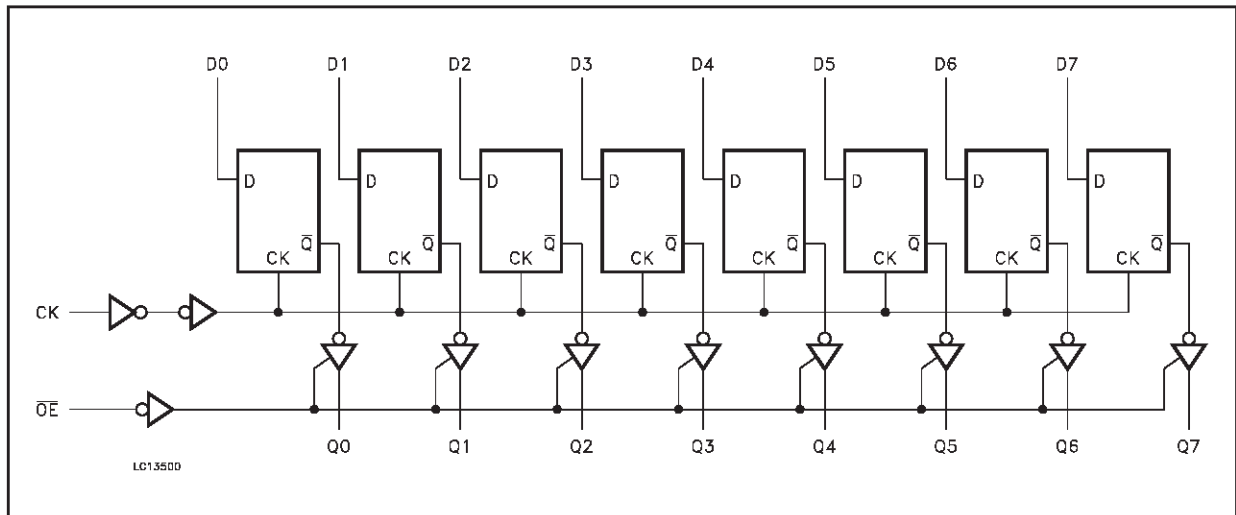 D0 D1 D2 D3 D4 D5 D6 D7
D D D D D D D D
Q̅ Q̅ Q̅ Q̅ Q̅ Q̅ Q̅ Q̅
CK CK CK CK CK CK CK CK
CK
O̅E̅
Q0 Q1 Q2 Q3 Q4 Q5 Q6 Q7
LC13500